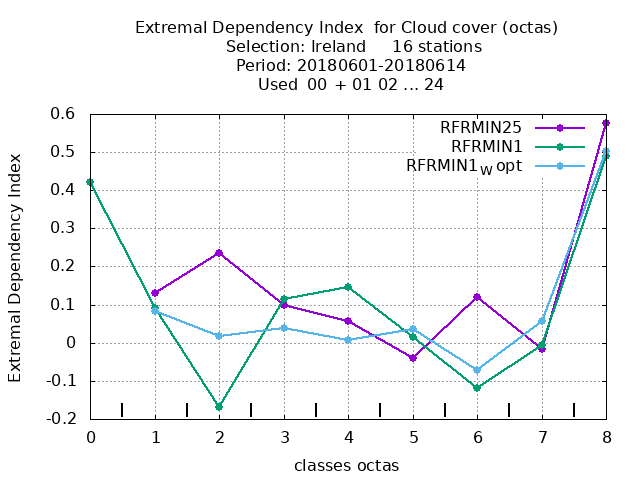 Extremal Dependency Index  for Cloud cover (octas)
Selection: Ireland     16 stations
Period: 20180601-20180614
Used  00  + 01 02 ... 24
RFRMIN25
RFRMIN1
RFRMIN1W opt
Extremal Dependency Index
0.6
0.5
0.4
0.3
0.2
0.1
0
-0.1
-0.2
0 1 2 3 4 5 6 7 8
classes octas